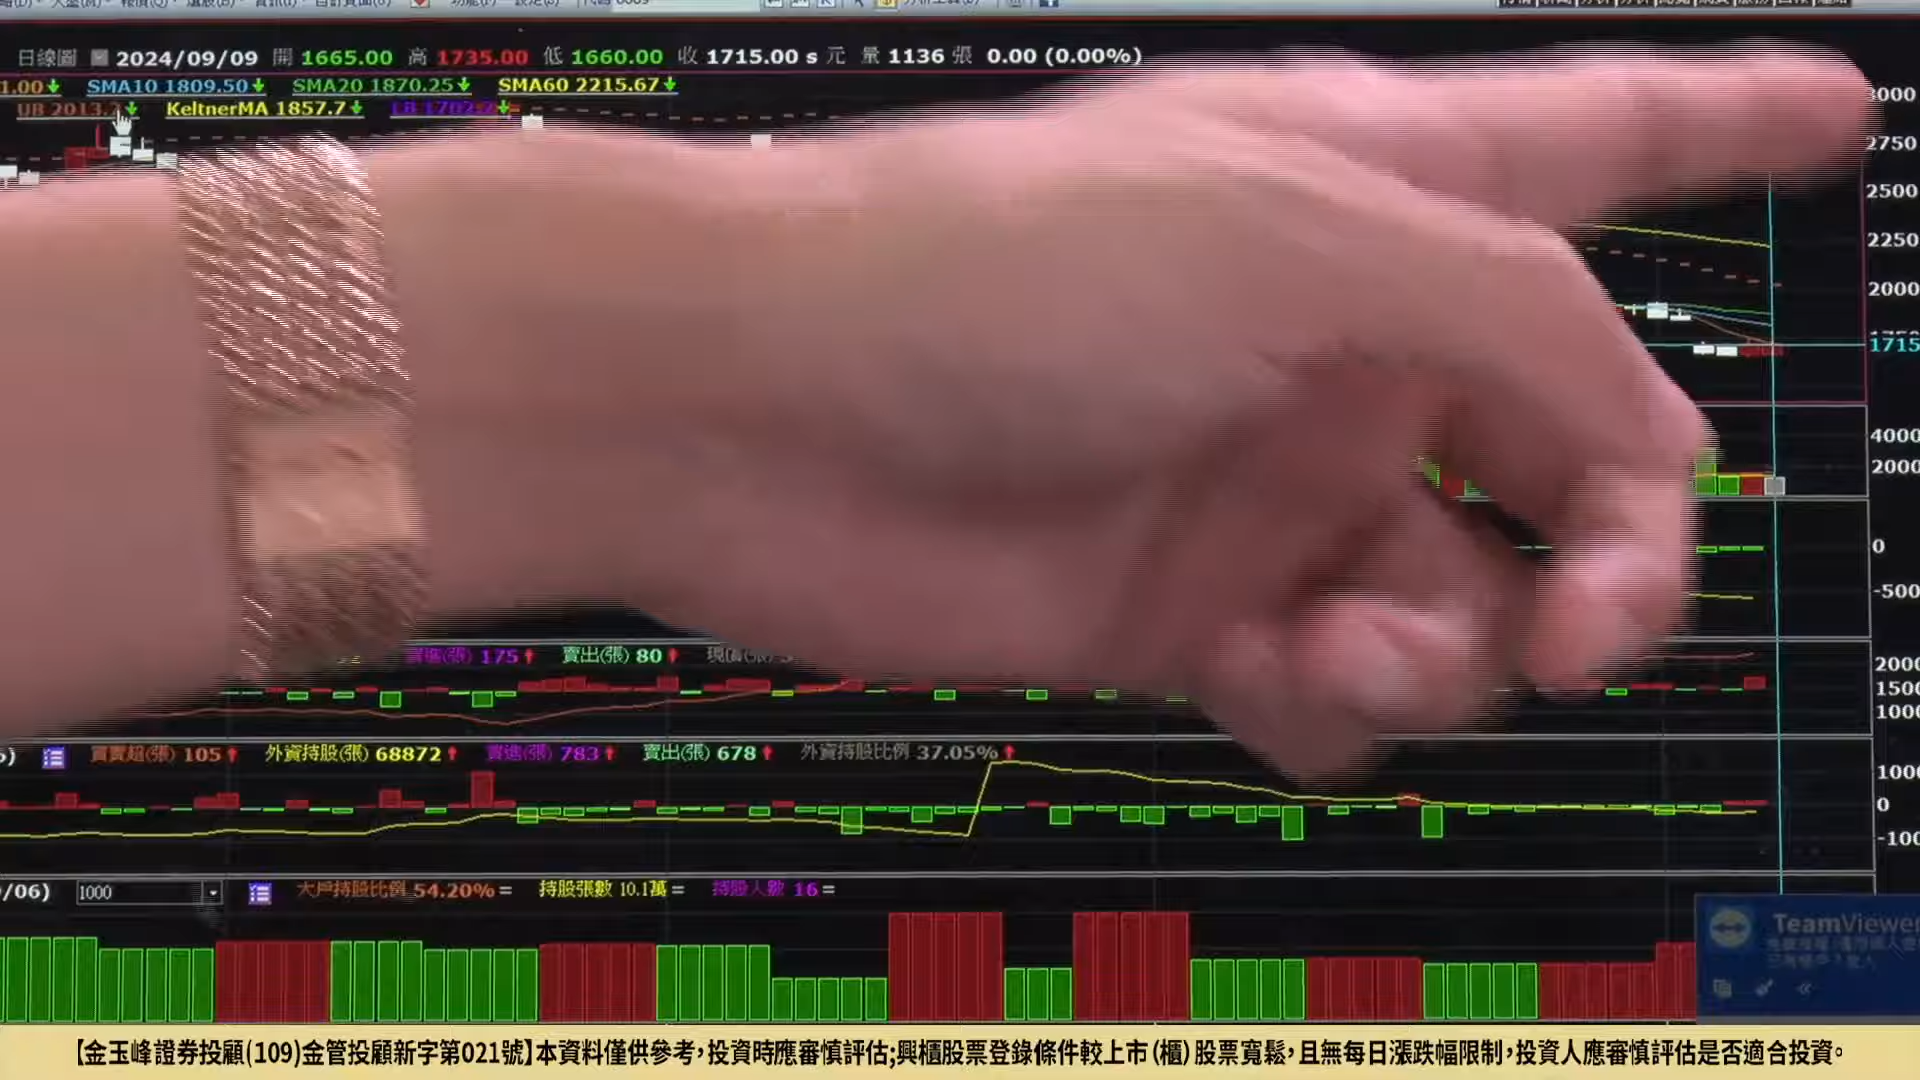 日線圖 2024/09/09 開 1665.00 高 1735.00 低 1660.00 收 1715.00 s 元 量 1136 張 0.00 (0.00%)
1.00 SMA10 1809.50 SMA20 1870.25 SMA60 2215.67
UB 2013.2 KeltnerMA 1857.7 LB 1702.2
3000
2750
2500
2250
2000
1715
4000
2000
0
-500
175 賣出(張) 80
2000
1500
1000
買賣超(張) 105 外資持股(張) 68872 買進(張) 783 賣出(張) 678 外資持股比例 37.05%
1000
0
-100
/06) 1000 大戶持股比例 54.20% = 持股張數 10.1萬 = 持股人數 16 =
TeamViewer
【金玉峰證券投顧(109)金管投顧新字第021號】本資料僅供參考,投資時應審慎評估;興櫃股票登錄條件較上市(櫃)股票寬鬆,且無每日漲跌幅限制,投資人應審慎評估是否適合投資。